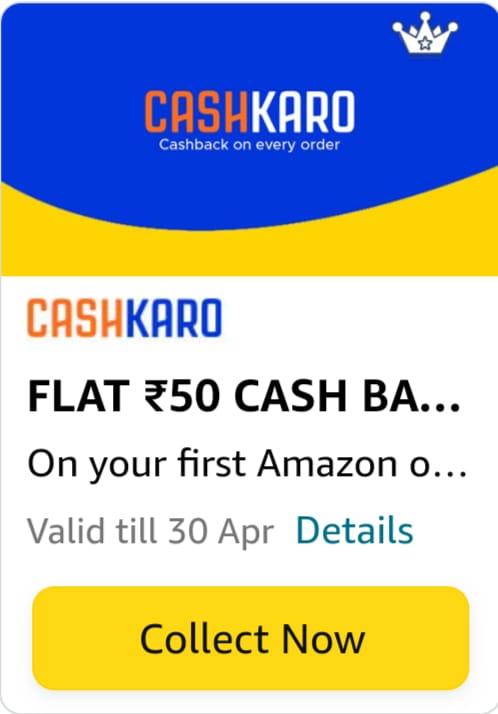 CASHKARO
Cashback on every order
CASHKARO
FLAT ₹50 CASH BA...
On your first Amazon o...
Valid till 30 Apr Details
Collect Now